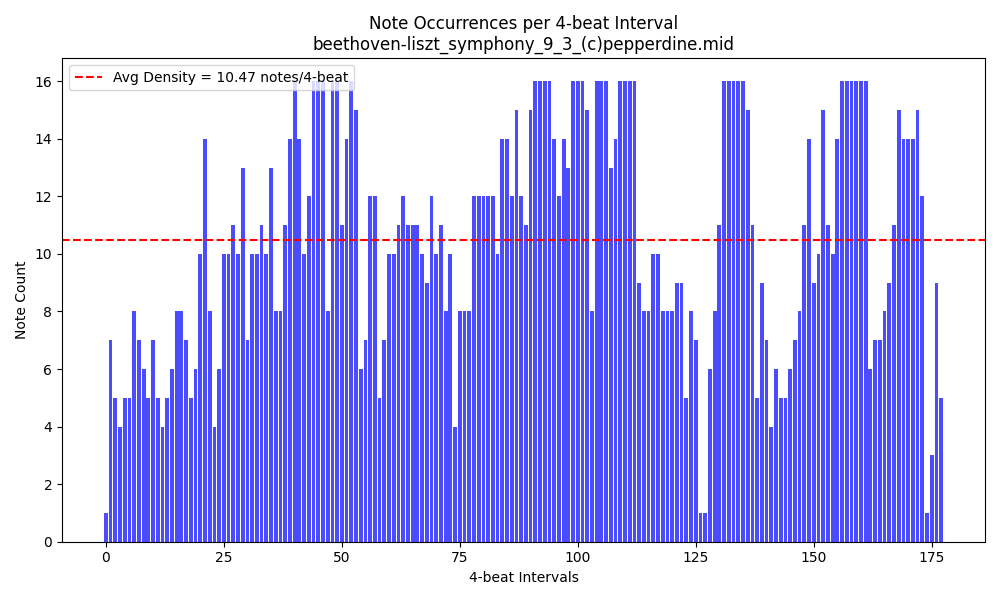 Note Occurrences per 4-beat Interval
beethoven-liszt_symphony_9_3_(c)pepperdine.mid
Avg Density = 10.47 notes/4-beat
Note Count
16
14
12
10
8
6
4
2
0
0 25 50 75 100 125 150 175
4-beat Intervals